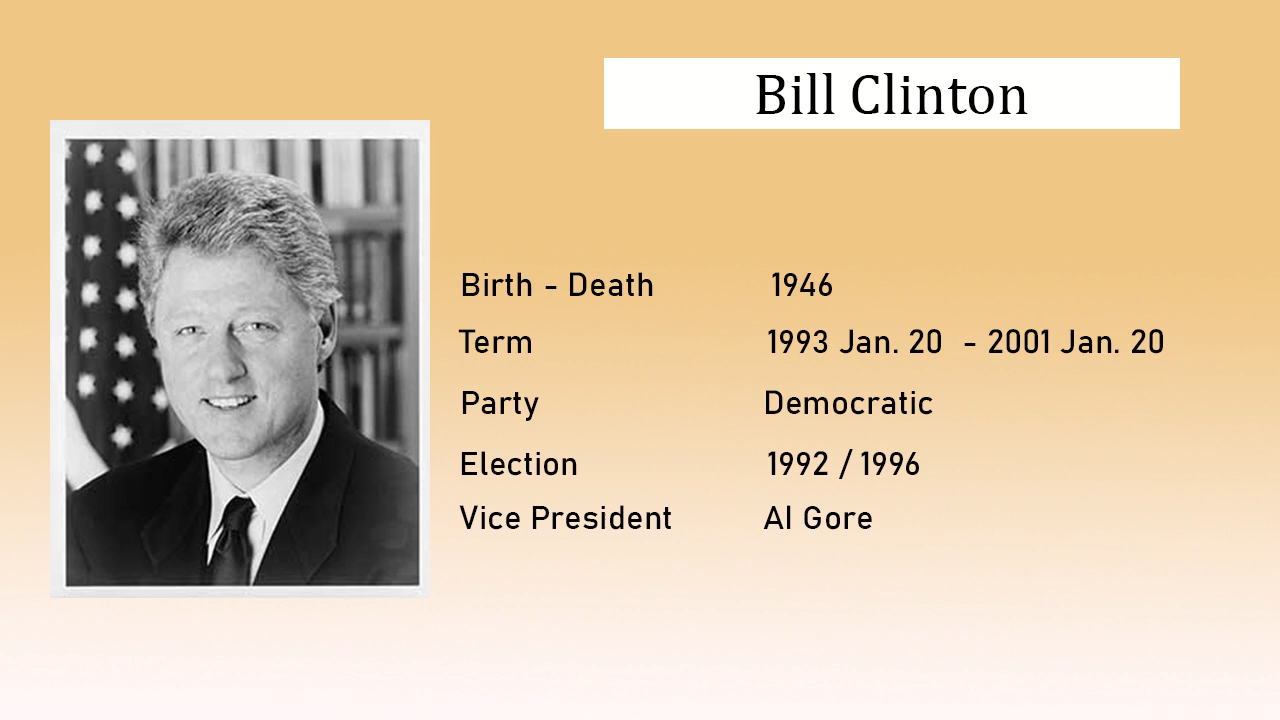 Bill Clinton
Birth - Death 1946
Term 1993 Jan. 20 - 2001 Jan. 20
Party Democratic
Election 1992 / 1996
Vice President Al Gore